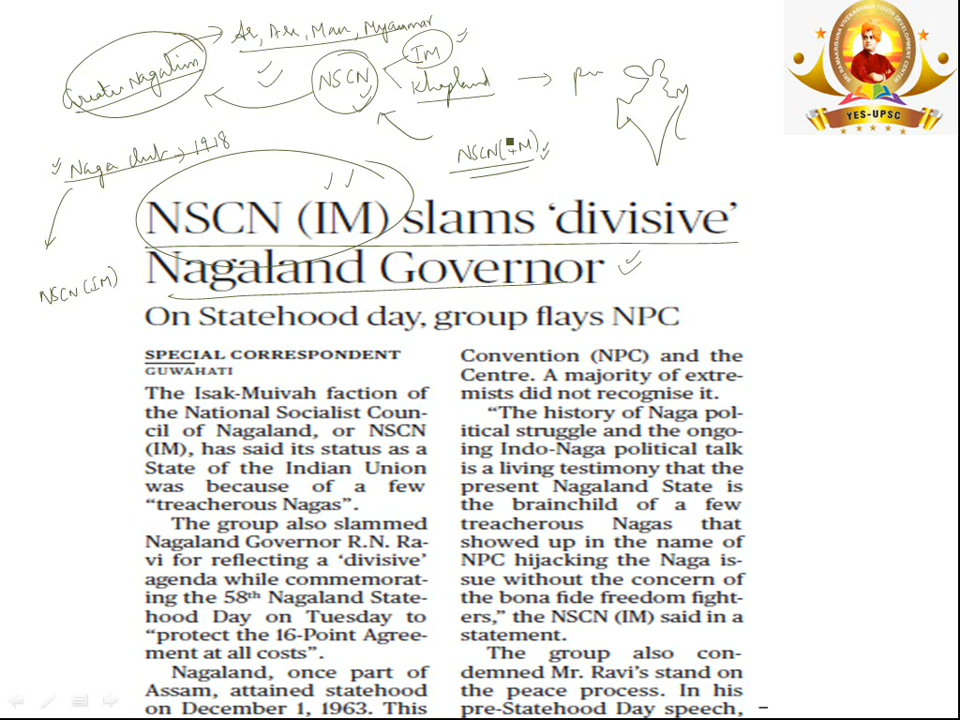 Ar, Ass, Man, Myanmar
Greater Nagalim
NSCN
IM
Khaplang
NSCN(IM)
Naga club → 1918
NSCN(IM)
SRI RAMAKRISHNA VIVEKANANDA YOUTH DEVELOPMENT CENTER
YES-UPSC
NSCN (IM) slams ‘divisive’
Nagaland Governor
On Statehood day, group flays NPC
SPECIAL CORRESPONDENT
GUWAHATI
The Isak-Muivah faction of
the National Socialist Coun-
cil of Nagaland, or NSCN
(IM), has said its status as a
State of the Indian Union
was because of a few
“treacherous Nagas”.
The group also slammed
Nagaland Governor R.N. Ra-
vi for reflecting a ‘divisive’
agenda while commemorat-
ing the 58th Nagaland State-
hood Day on Tuesday to
“protect the 16-Point Agree-
ment at all costs”.
Nagaland, once part of
Assam, attained statehood
on December 1, 1963. This
Convention (NPC) and the
Centre. A majority of extre-
mists did not recognise it.
“The history of Naga pol-
itical struggle and the ongo-
ing Indo-Naga political talk
is a living testimony that the
present Nagaland State is
the brainchild of a few
treacherous Nagas that
showed up in the name of
NPC hijacking the Naga is-
sue without the concern of
the bona fide freedom fight-
ers,” the NSCN (IM) said in a
statement.
The group also con-
demned Mr. Ravi’s stand on
the peace process. In his
pre-Statehood Day speech,